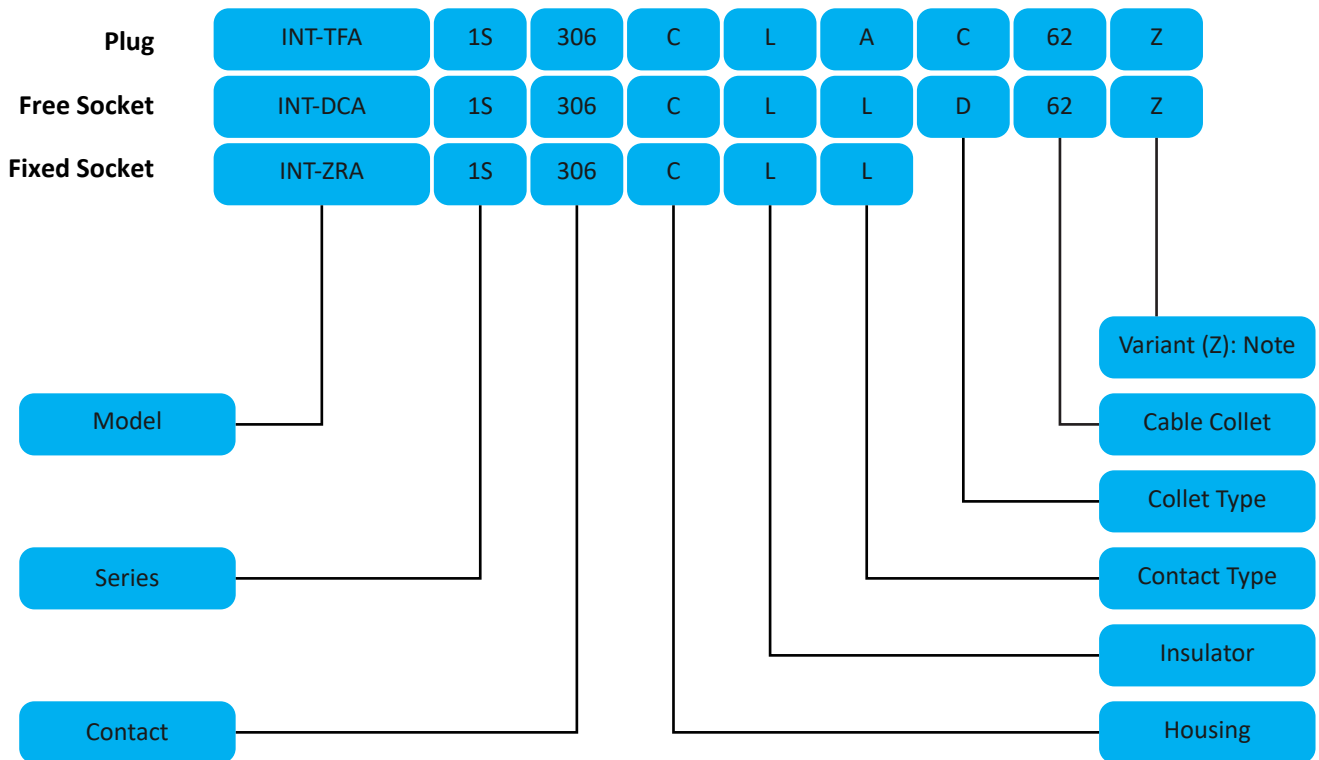 Plug INT-TFA 1S 306 C L A C 62 Z
Free Socket INT-DCA 1S 306 C L L D 62 Z
Fixed Socket INT-ZRA 1S 306 C L L
Variant (Z): Note
Model Cable Collet
Collet Type
Series Contact Type
Insulator
Contact Housing